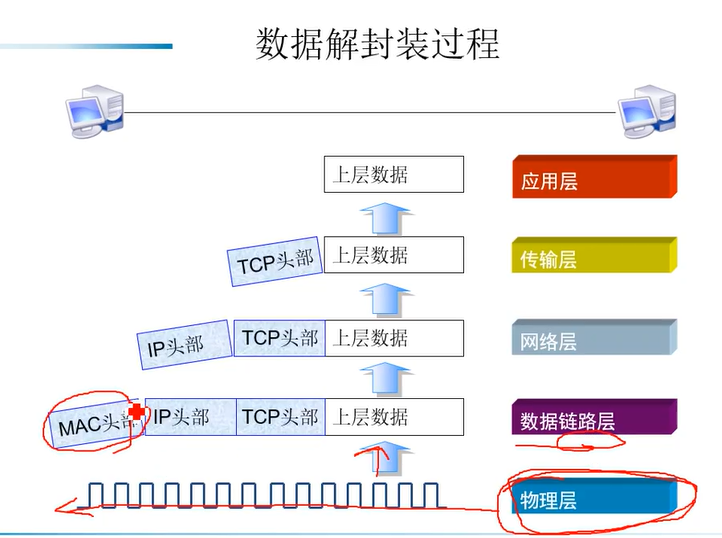 数据解封装过程
上层数据
应用层
TCP头部 上层数据
传输层
IP头部 TCP头部 上层数据
网络层
MAC头部 IP头部 TCP头部 上层数据
数据链路层
物理层